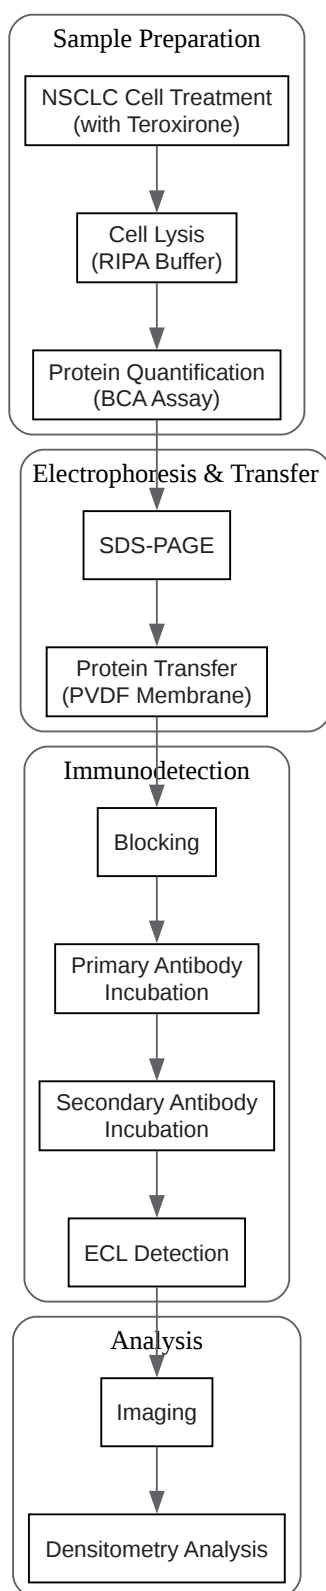 Sample Preparation
NSCLC Cell Treatment
(with Teroxirone)
Cell Lysis
(RIPA Buffer)
Protein Quantification
(BCA Assay)
Electrophoresis & Transfer
SDS-PAGE
Protein Transfer
(PVDF Membrane)
Immunodetection
Blocking
Primary Antibody
Incubation
Secondary Antibody
Incubation
ECL Detection
Analysis
Imaging
Densitometry Analysis